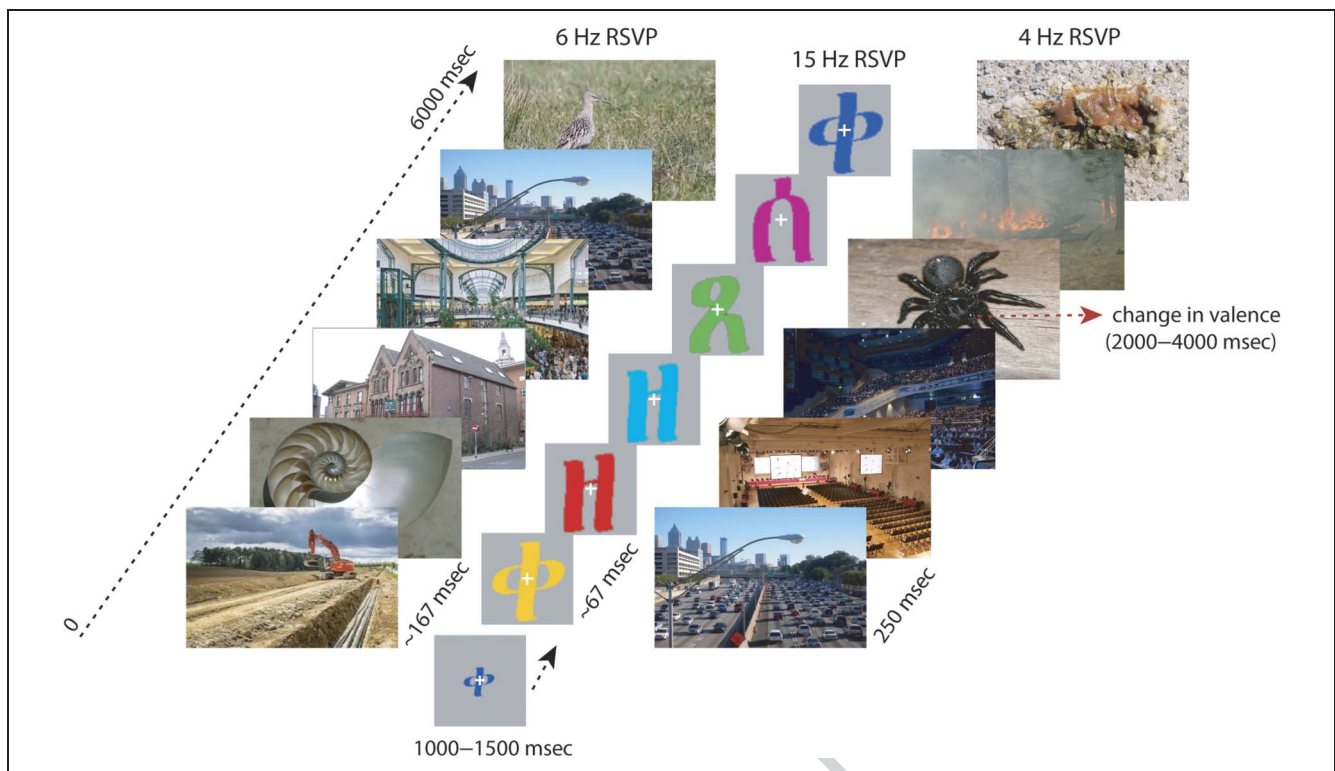 6 Hz RSVP
15 Hz RSVP
4 Hz RSVP
6000 msec
change in valence
(2000–4000 msec)
0
~167 msec
~67 msec
250 msec
1000–1500 msec